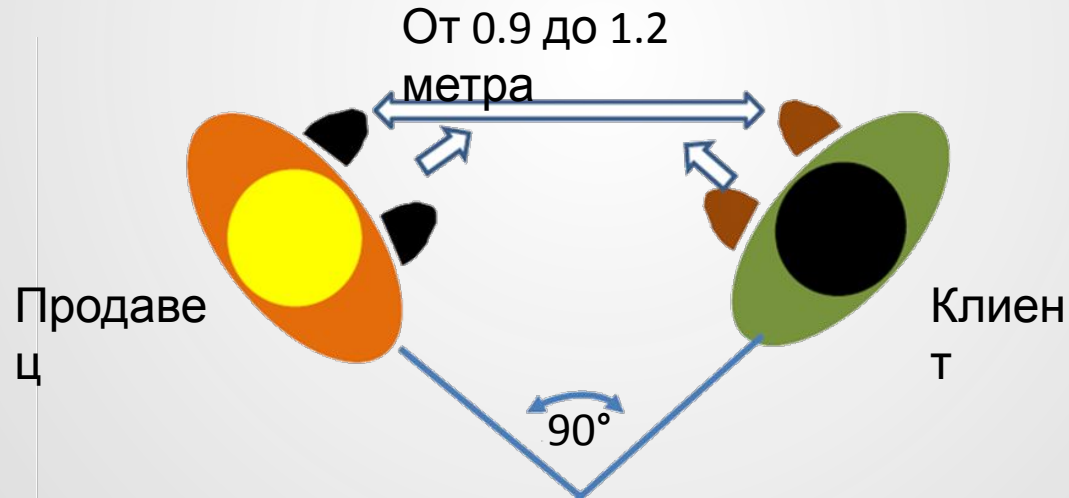 От 0.9 до 1.2
метра
Продаве
ц
Клиен
т
90°